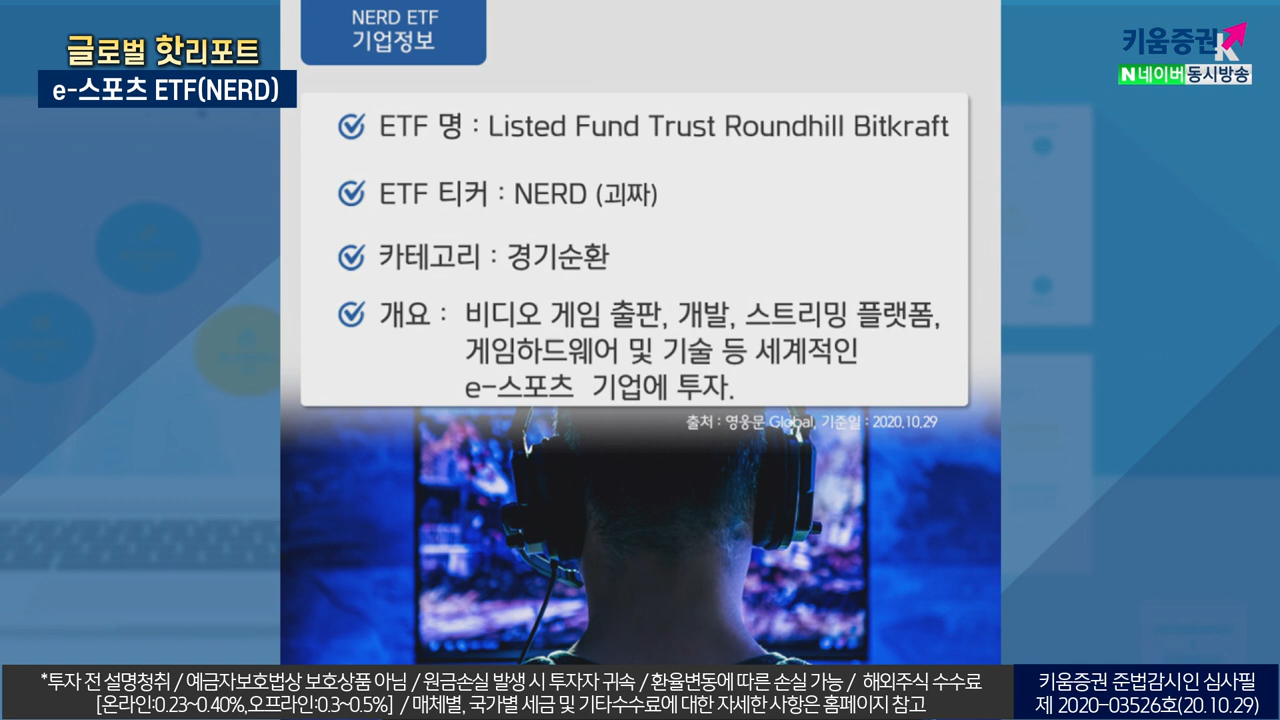 NERD ETF
기업정보
글로벌 핫리포트
e-스포츠 ETF(NERD)
키움증권
N 네이버 동시방송
ETF 명 : Listed Fund Trust Roundhill Bitkraft
ETF 티커 : NERD (괴짜)
카테고리 : 경기순환
개요 : 비디오 게임 출판, 개발, 스트리밍 플랫폼,
게임하드웨어 및 기술 등 세계적인
e-스포츠 기업에 투자.
출처 : 영웅문 Global, 기준일 : 2020.10.29
*투자 전 설명청취 / 예금자보호법상 보호상품 아님 / 원금손실 발생 시 투자자 귀속 / 환율변동에 따른 손실 가능 / 해외주식 수수료
[온라인:0.23~0.40%,오프라인:0.3~0.5%] / 매체별, 국가별 세금 및 기타수수료에 대한 자세한 사항은 홈페이지 참고
키움증권 준법감시인 심사필
제 2020-03526호(20.10.29)